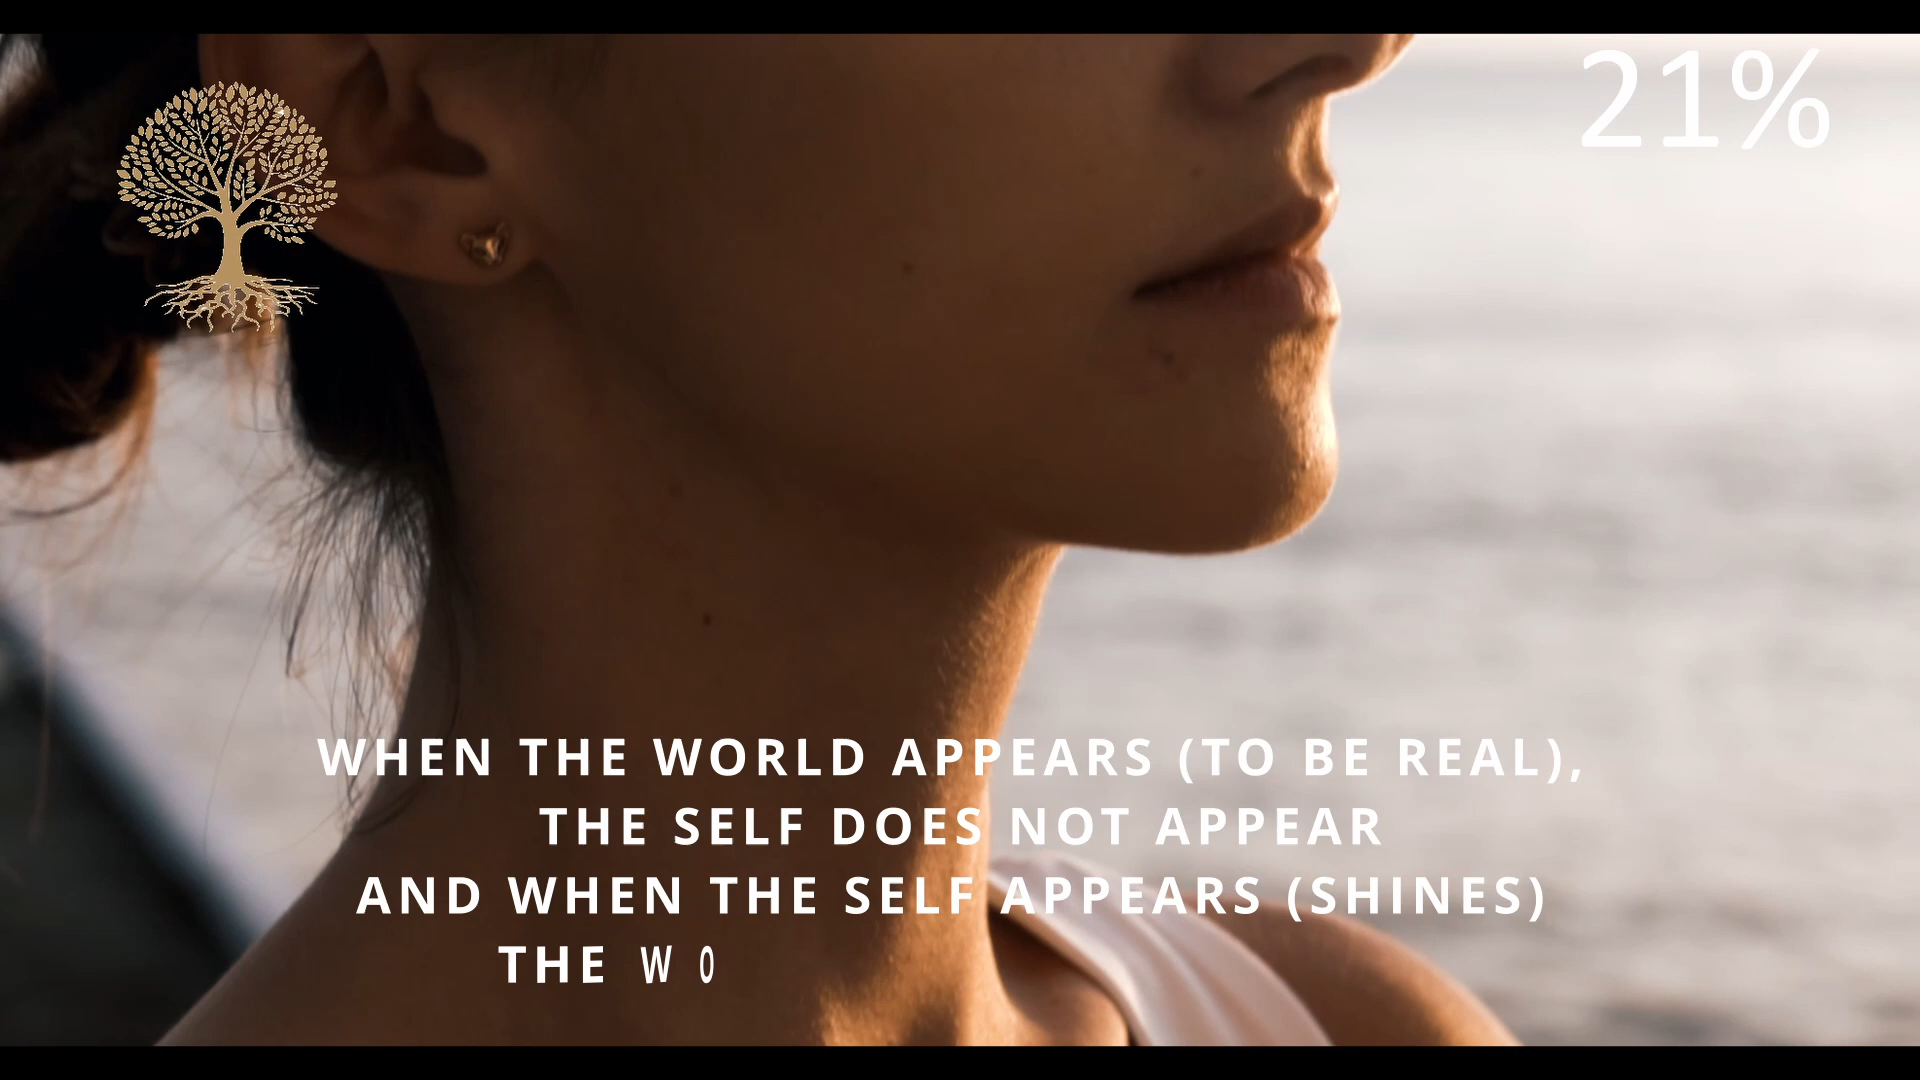 21%
WHEN THE WORLD APPEARS (TO BE REAL),
THE SELF DOES NOT APPEAR
AND WHEN THE SELF APPEARS (SHINES)
THE WO